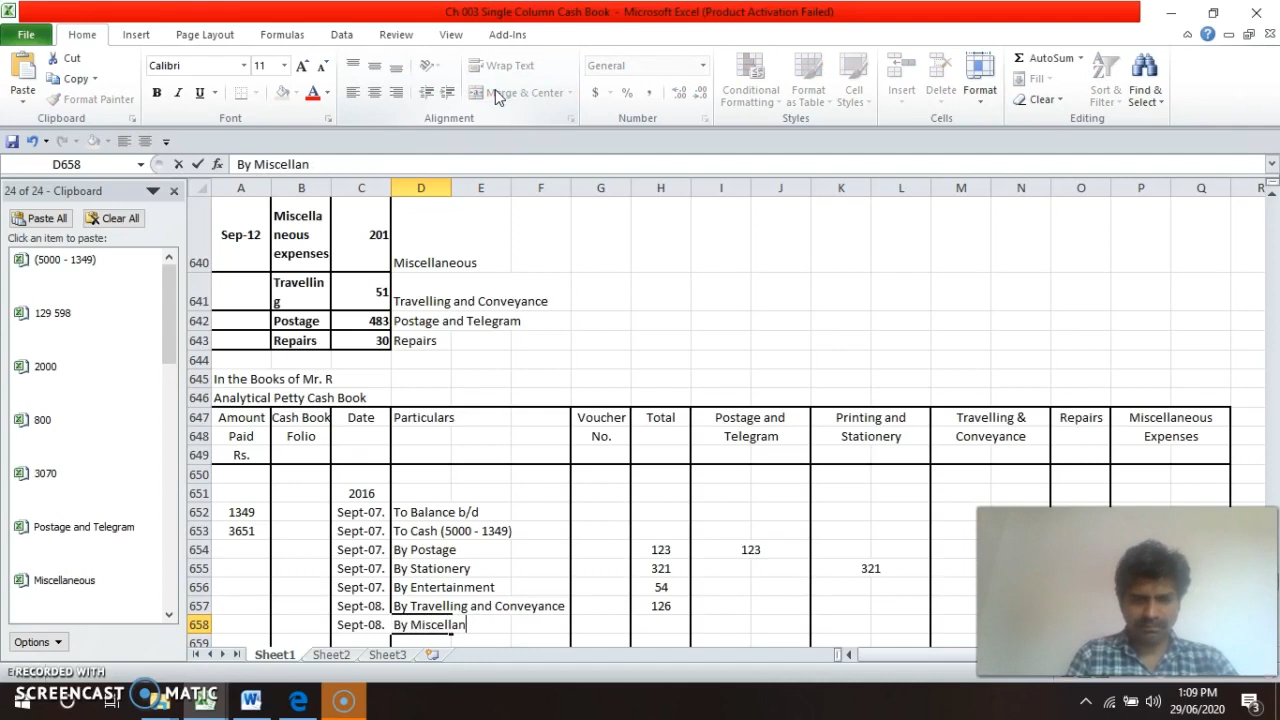 Ch 003 Single Column Cash Book - Microsoft Excel (Product Activation Failed)
File Home Insert Page Layout Formulas Data Review View Add-Ins
Paste
Cut
Copy
Format Painter
Clipboard
Calibri 11
B I U
Font
Wrap Text
Merge & Center
Alignment
General
$ % ,
Number
Conditional Formatting
Format as Table
Cell Styles
Styles
Insert Delete Format
Cells
AutoSum
Fill
Clear
Sort & Filter
Find & Select
Editing
D658 fx By Miscellan
24 of 24 - Clipboard
Paste All Clear All
Click an item to paste:
(5000 - 1349)
129 598
2000
800
3070
Postage and Telegram
Miscellaneous
Options
A B C D E F G H I J K L M N O P Q R
640 Sep-12 Miscellaneous expenses 201 Miscellaneous
641 Travelling 51 Travelling and Conveyance
642 Postage 483 Postage and Telegram
643 Repairs 30 Repairs
644
645 In the Books of Mr. R
646 Analytical Petty Cash Book
647 Amount Cash Book Date Particulars Voucher Total Postage and Printing and Travelling & Repairs Miscellaneous
648 Paid Folio No. Telegram Stationery Conveyance Expenses
649 Rs.
650
651 2016
652 1349 Sept-07. To Balance b/d
653 3651 Sept-07. To Cash (5000 - 1349)
654 Sept-07. By Postage 123 123
655 Sept-07. By Stationery 321 321
656 Sept-07. By Entertainment 54
657 Sept-08. By Travelling and Conveyance 126
658 Sept-08. By Miscellan
659
Sheet1 Sheet2 Sheet3
RECORDED WITH
SCREENCAST MATIC
1:09 PM
29/06/2020
3